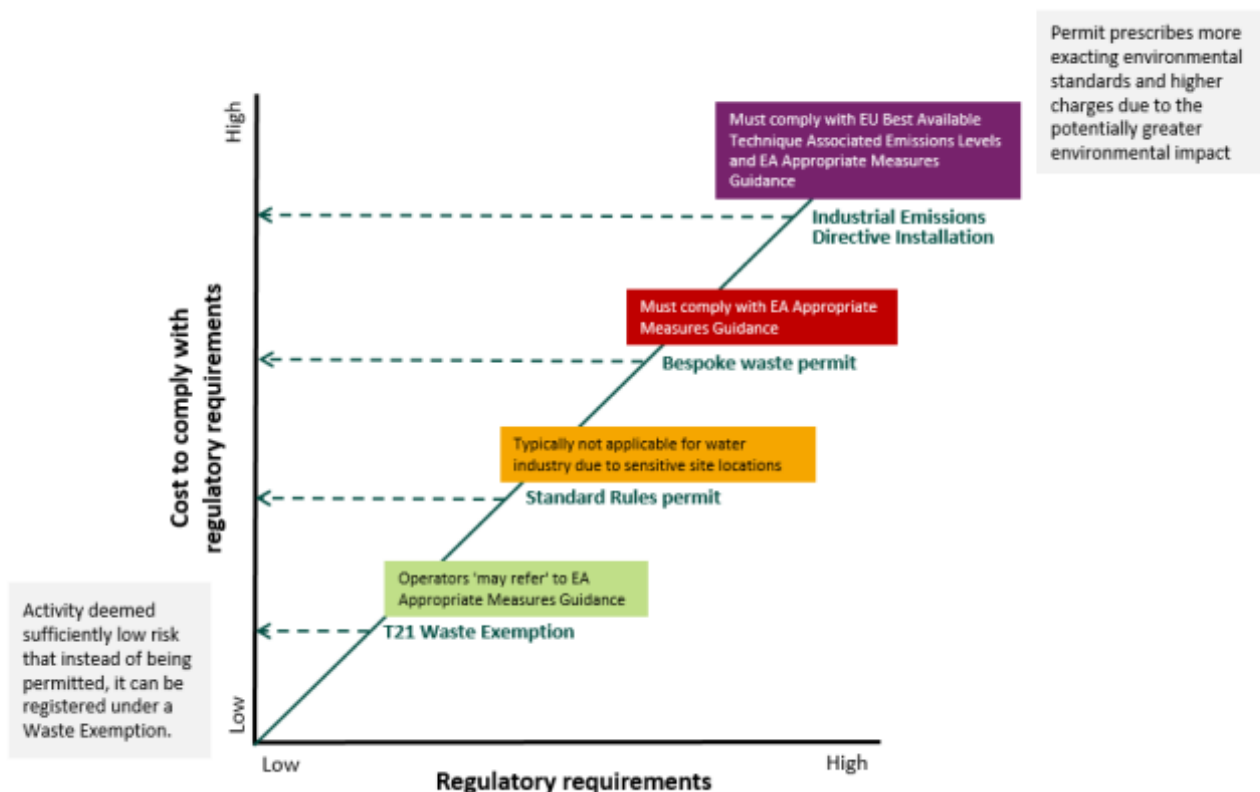 Permit prescribes more
exacting environmental
standards and higher
charges due to the
potentially greater
environmental impact
High
Must comply with EU Best Available
Technique Associated Emissions Levels
and EA Appropriate Measures
Guidance
Industrial Emissions
Directive Installation
Must comply with EA Appropriate
Measures Guidance
Bespoke waste permit
Cost to comply with
regulatory requirements
Typically not applicable for water
industry due to sensitive site locations
Standard Rules permit
Operators 'may refer' to EA
Appropriate Measures Guidance
T21 Waste Exemption
Activity deemed
sufficiently low risk
that instead of being
permitted, it can be
registered under a
Waste Exemption.
Low
Low
High
Regulatory requirements